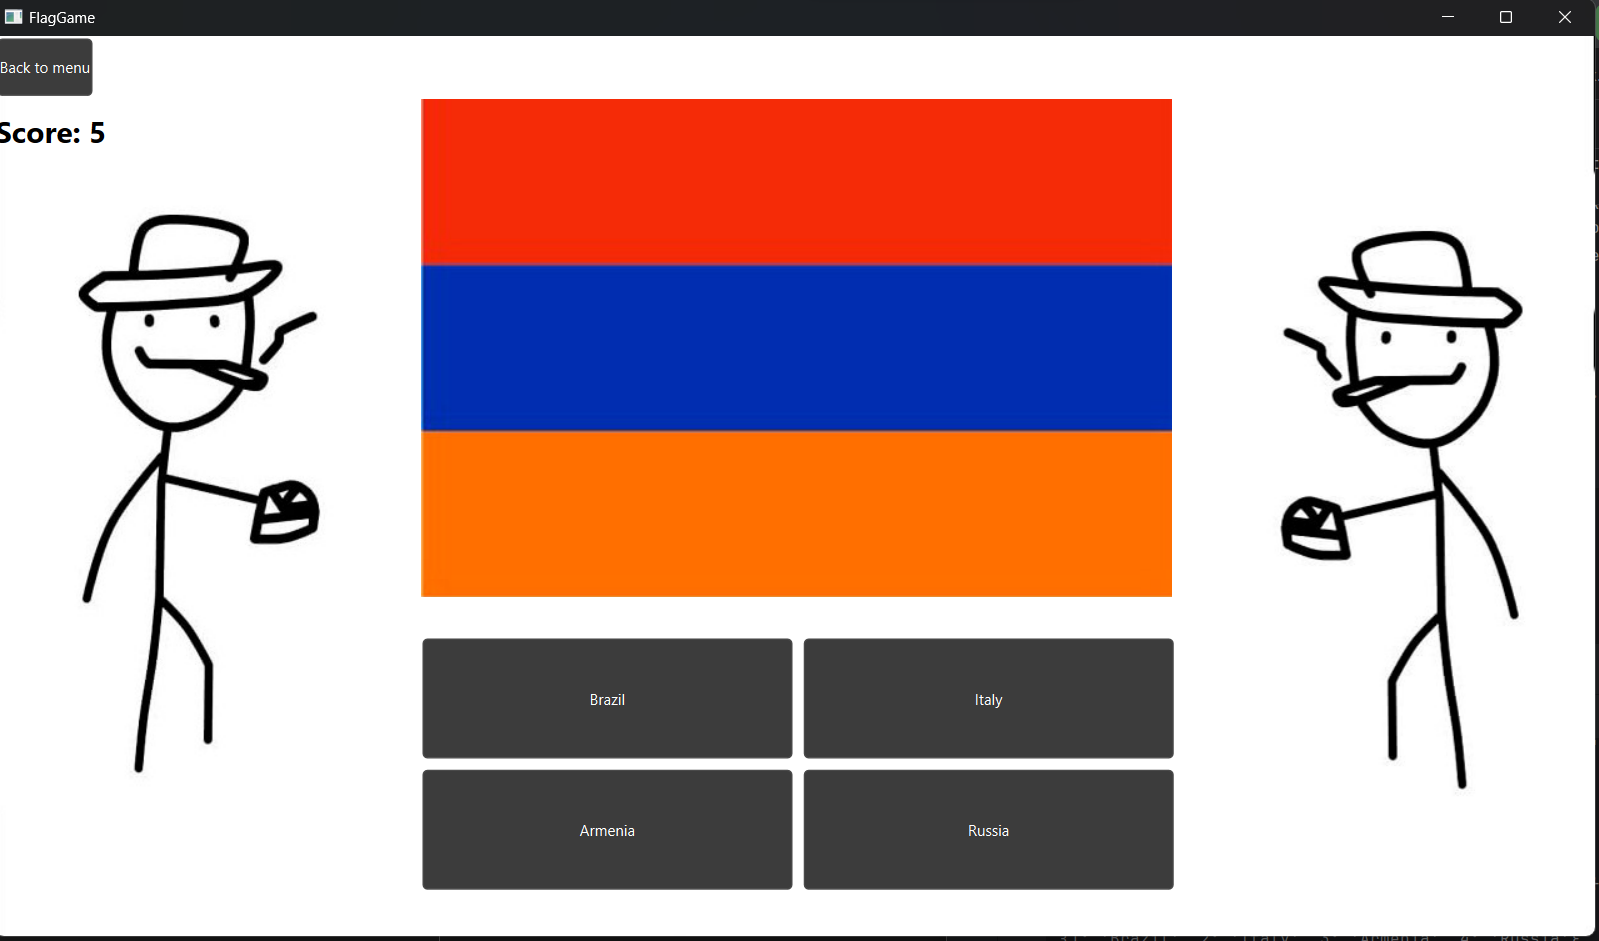 FlagGame
Back to menu
Score: 5
Brazil
Italy
Armenia
Russia